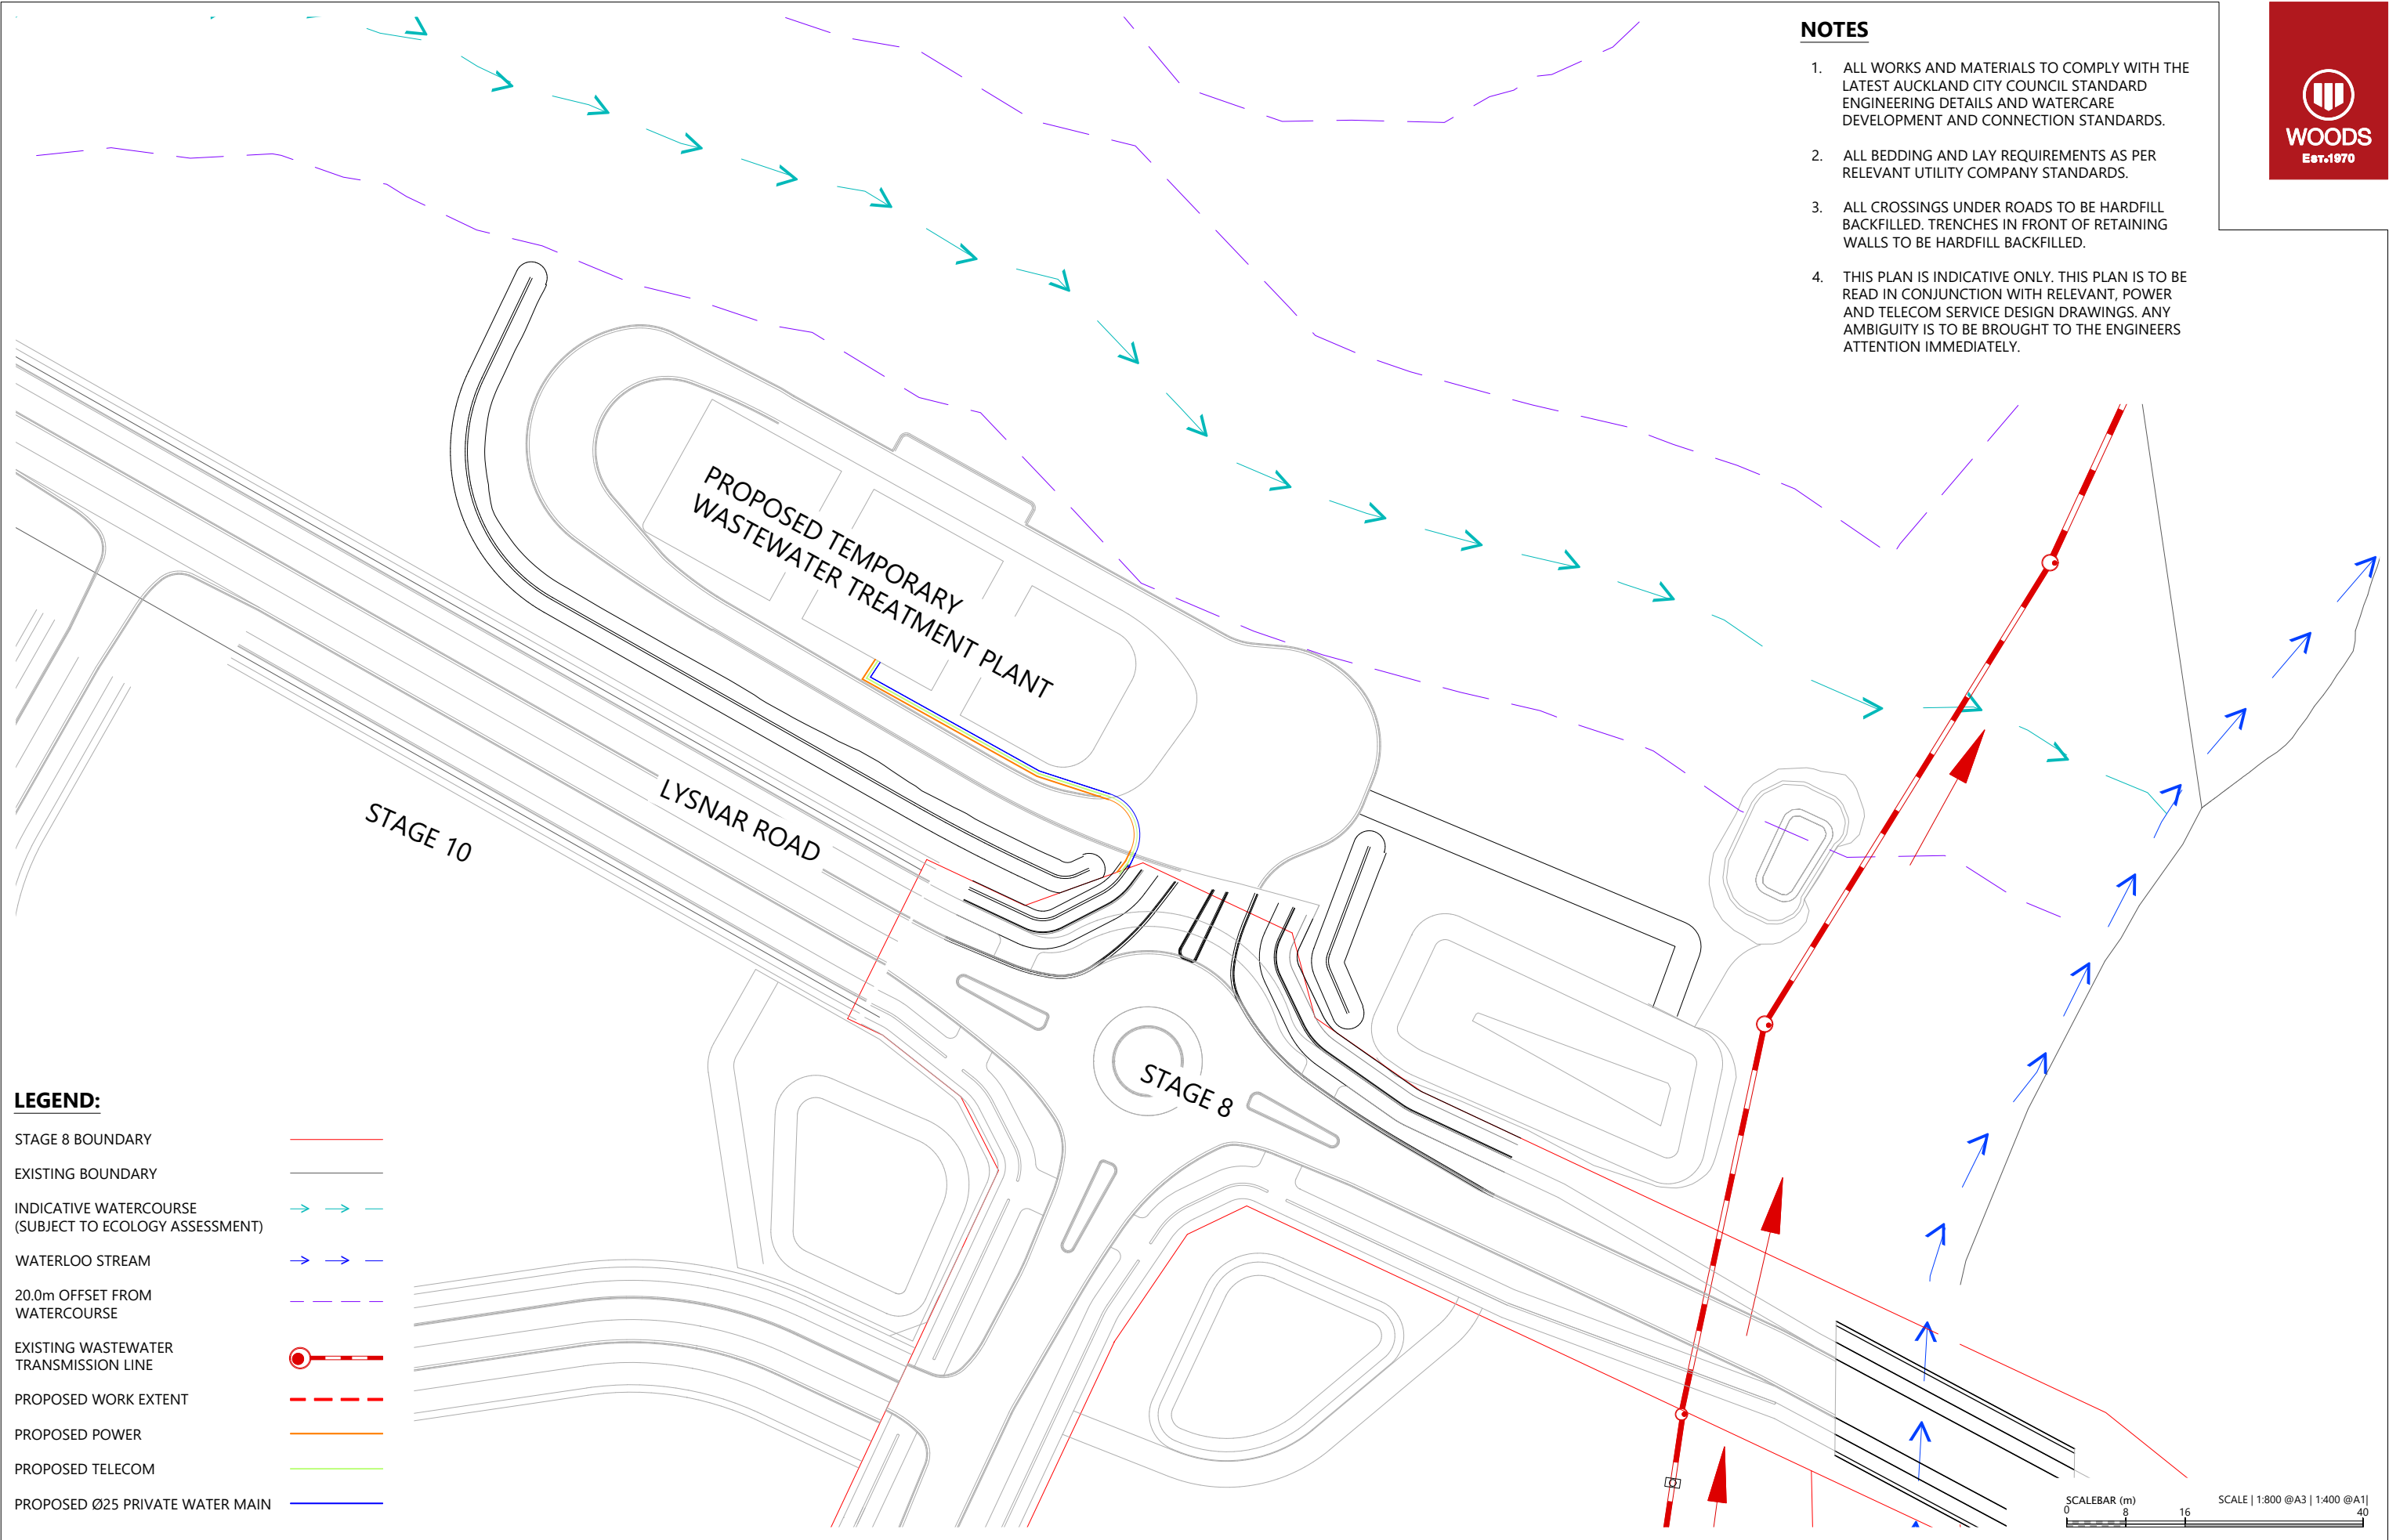 NOTES
1. ALL WORKS AND MATERIALS TO COMPLY WITH THE
LATEST AUCKLAND CITY COUNCIL STANDARD
ENGINEERING DETAILS AND WATERCARE
DEVELOPMENT AND CONNECTION STANDARDS.
2. ALL BEDDING AND LAY REQUIREMENTS AS PER
RELEVANT UTILITY COMPANY STANDARDS.
3. ALL CROSSINGS UNDER ROADS TO BE HARDFILL
BACKFILLED. TRENCHES IN FRONT OF RETAINING
WALLS TO BE HARDFILL BACKFILLED.
4. THIS PLAN IS INDICATIVE ONLY. THIS PLAN IS TO BE
READ IN CONJUNCTION WITH RELEVANT, POWER
AND TELECOM SERVICE DESIGN DRAWINGS. ANY
AMBIGUITY IS TO BE BROUGHT TO THE ENGINEERS
ATTENTION IMMEDIATELY.
WOODS
EST.1970
PROPOSED TEMPORARY
WASTEWATER TREATMENT PLANT
LYSNAR ROAD
STAGE 10
STAGE 8
LEGEND:
STAGE 8 BOUNDARY
EXISTING BOUNDARY
INDICATIVE WATERCOURSE
(SUBJECT TO ECOLOGY ASSESSMENT)
WATERLOO STREAM
20.0m OFFSET FROM
WATERCOURSE
EXISTING WASTEWATER
TRANSMISSION LINE
PROPOSED WORK EXTENT
PROPOSED POWER
PROPOSED TELECOM
PROPOSED Ø25 PRIVATE WATER MAIN
SCALEBAR (m) SCALE | 1:800 @A3 | 1:400 @A1|
0 8 16 40